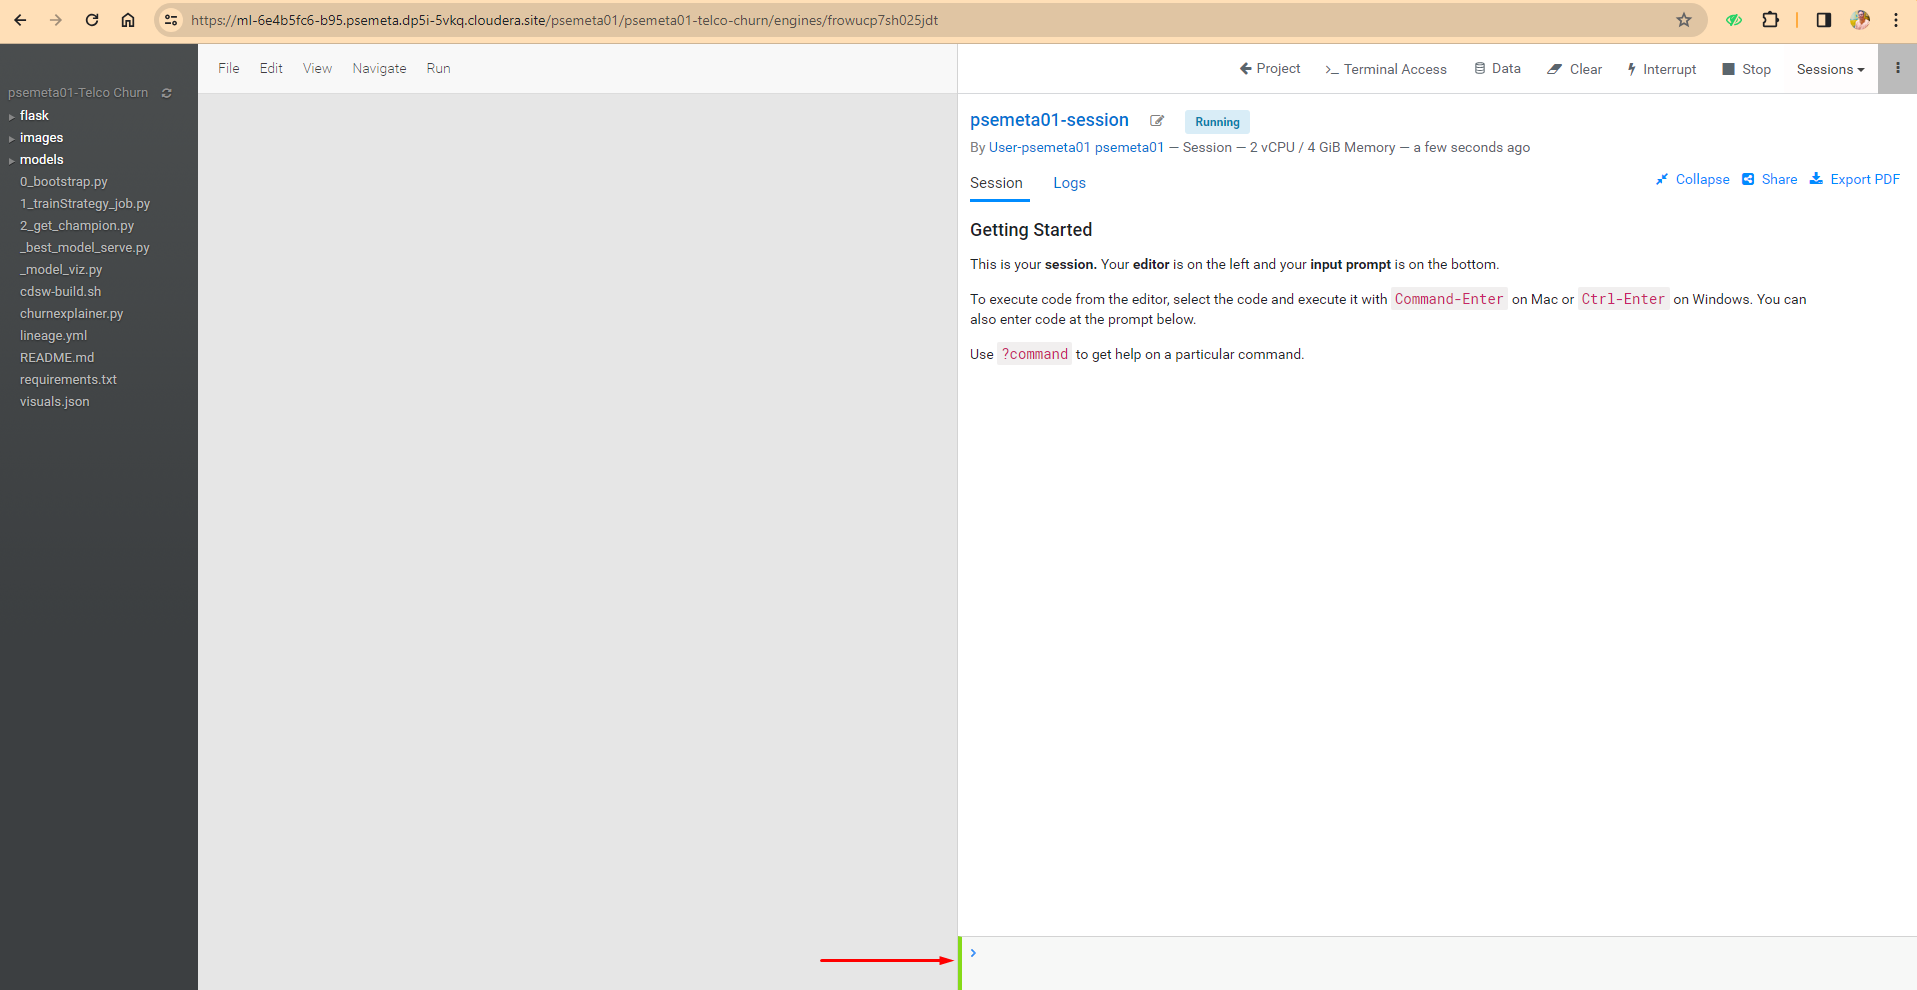 https://ml-6e4b5fc6-b95.psemeta.dp5i-5vkq.cloudera.site/psemeta01/psemeta01-telco-churn/engines/frowucp7sh025jdt
File Edit View Navigate Run
Project >_ Terminal Access Data Clear Interrupt Stop Sessions
psemeta01-Telco Churn
flask
images
models
0_bootstrap.py
1_trainStrategy_job.py
2_get_champion.py
_best_model_serve.py
_model_viz.py
cdsw-build.sh
churnexplainer.py
lineage.yml
README.md
requirements.txt
visuals.json
psemeta01-session Running
By User-psemeta01 psemeta01 — Session — 2 vCPU / 4 GiB Memory — a few seconds ago
Session Logs
Collapse Share Export PDF
Getting Started
This is your session. Your editor is on the left and your input prompt is on the bottom.
To execute code from the editor, select the code and execute it with Command-Enter on Mac or Ctrl-Enter on Windows. You can
also enter code at the prompt below.
Use ?command to get help on a particular command.